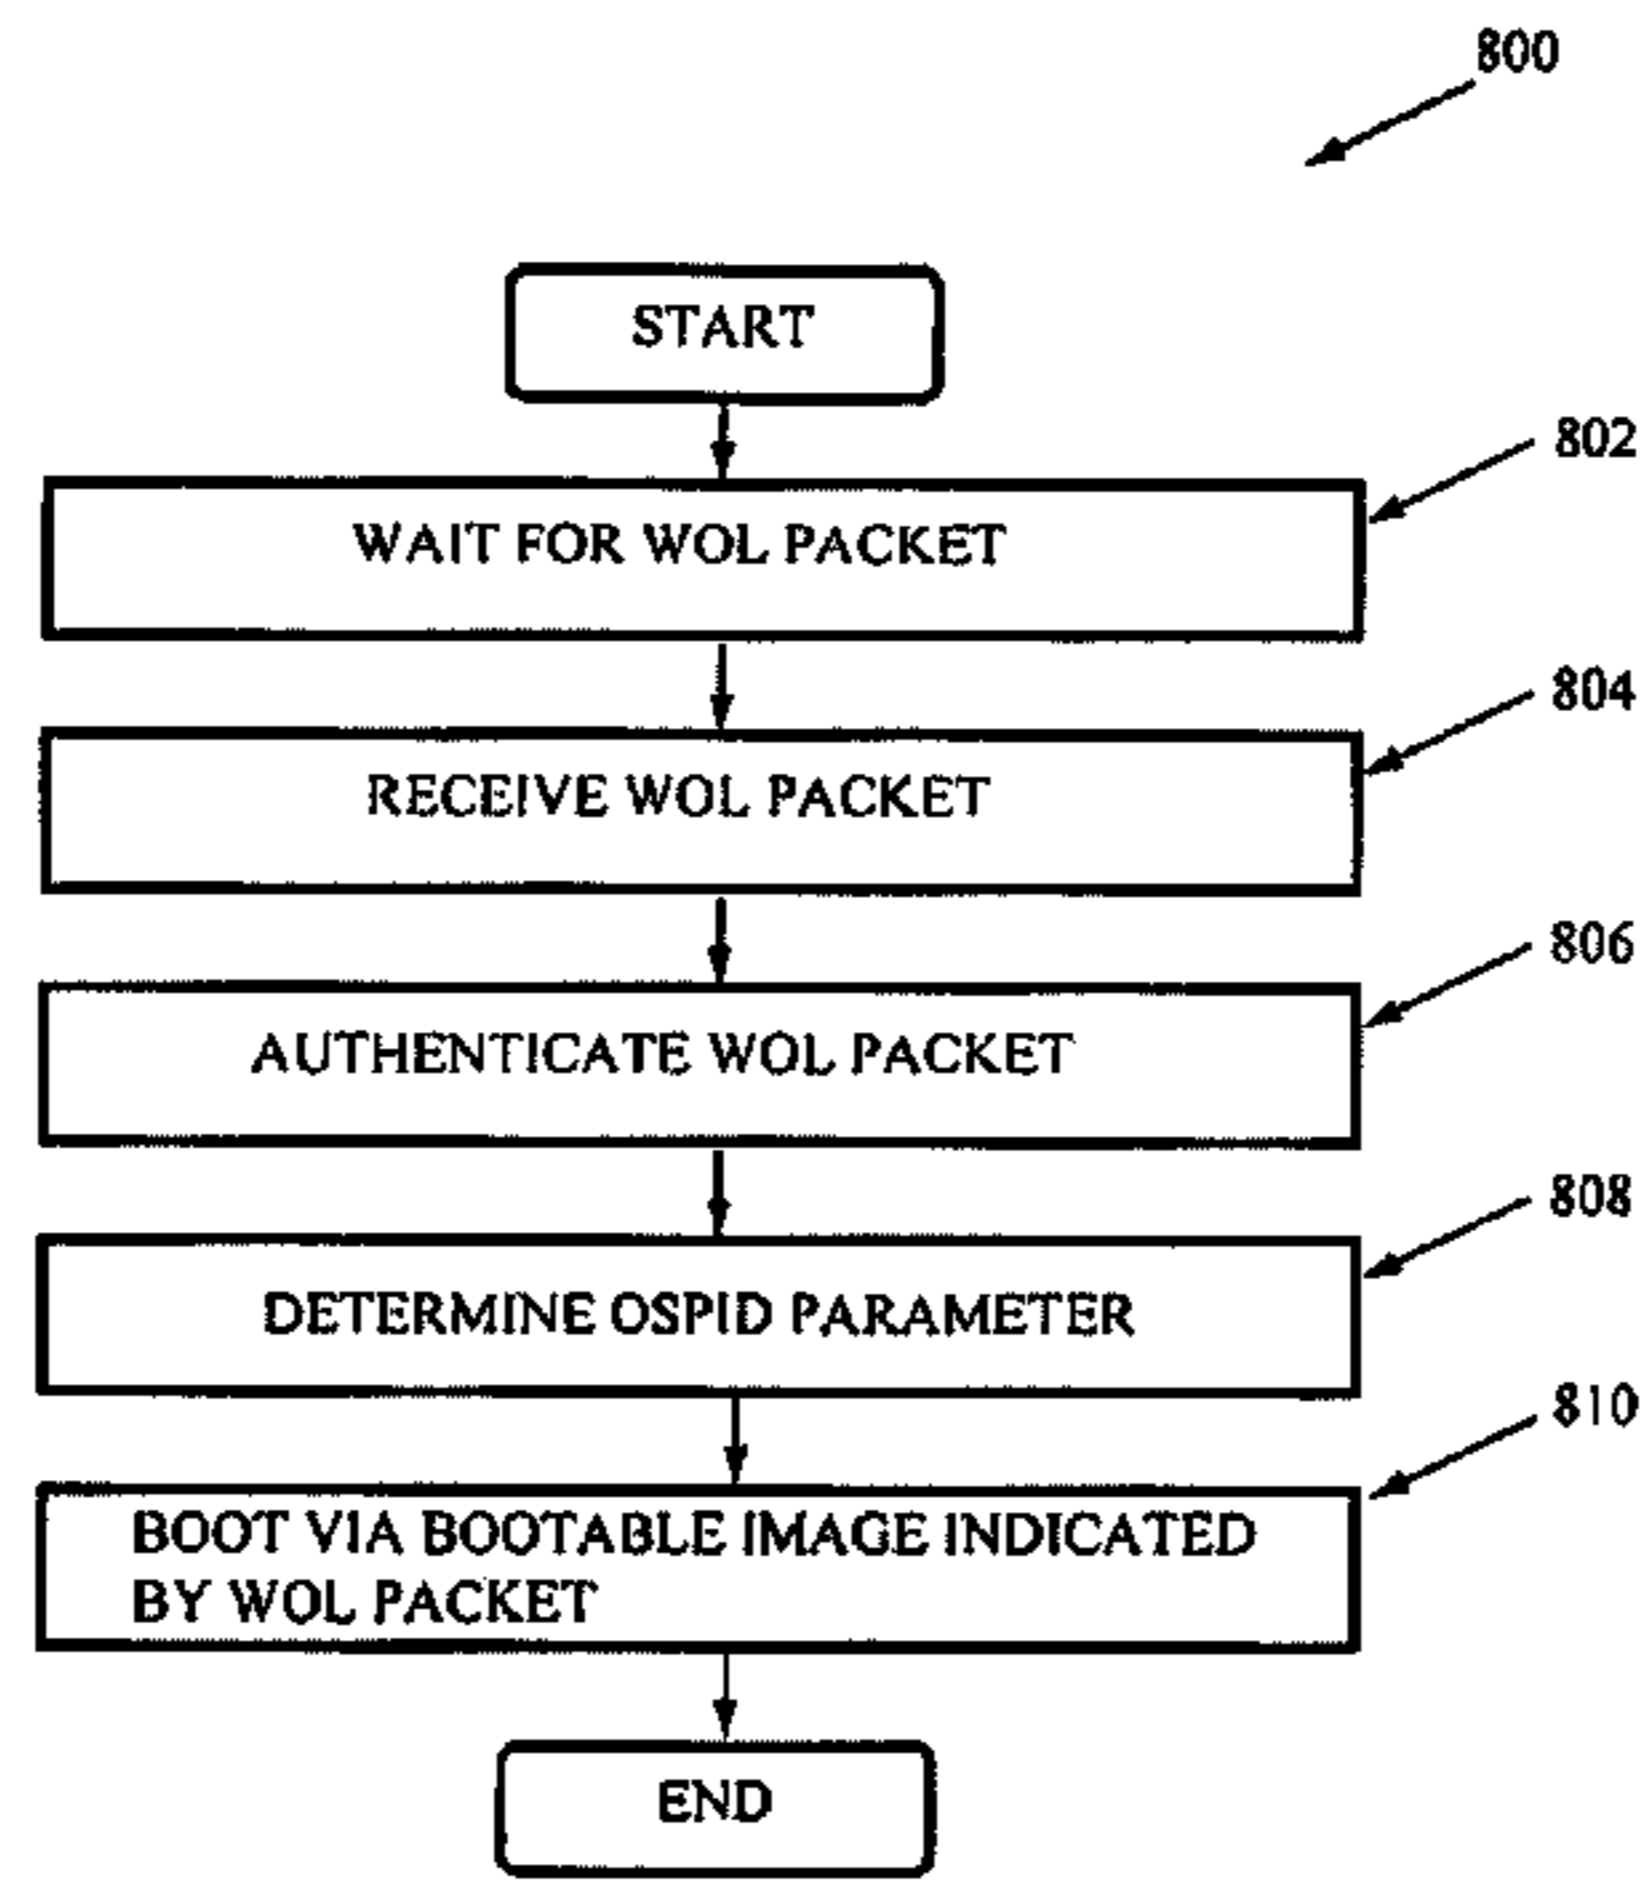 800
START
802
WAIT FOR WOL PACKET
804
RECEIVE WOL PACKET
806
AUTHENTICATE WOL PACKET
808
DETERMINE OSPID PARAMETER
810
BOOT VIA BOOTABLE IMAGE INDICATED
BY WOL PACKET
END